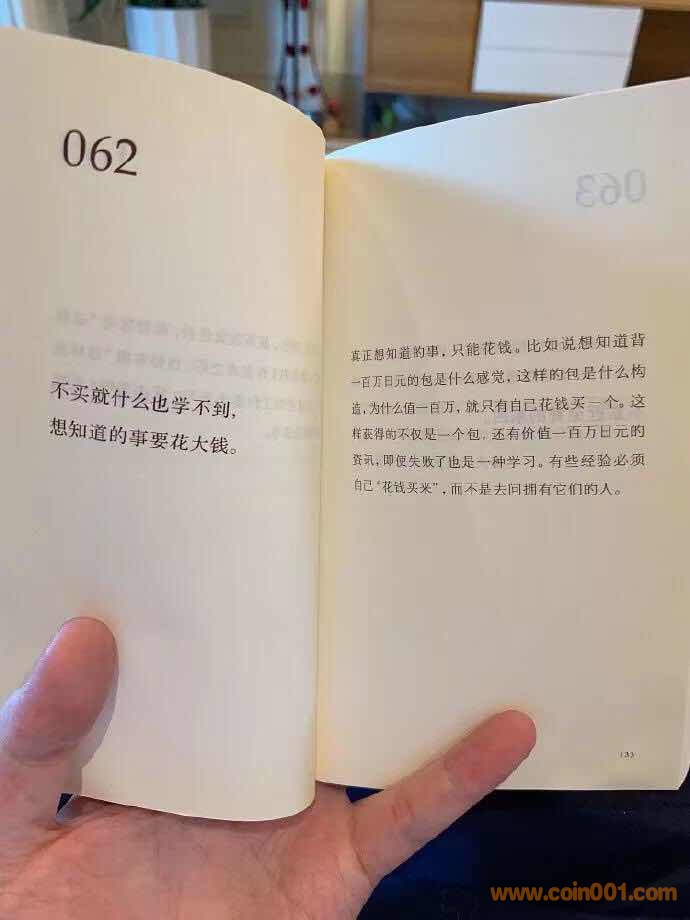 062
不买就什么也学不到，
想知道的事要花大钱。
063
真正想知道的事，只能花钱。比如说想知道背
一百万日元的包是什么感觉，这样的包是什么构
造，为什么值一百万，就只有自己花钱买一个。这
样获得的不仅是一个包，还有价值一百万日元的
资讯，即便失败了也是一种学习。有些经验必须
自己“花钱买来”，而不是去问拥有它们的人。
www.coin001.com